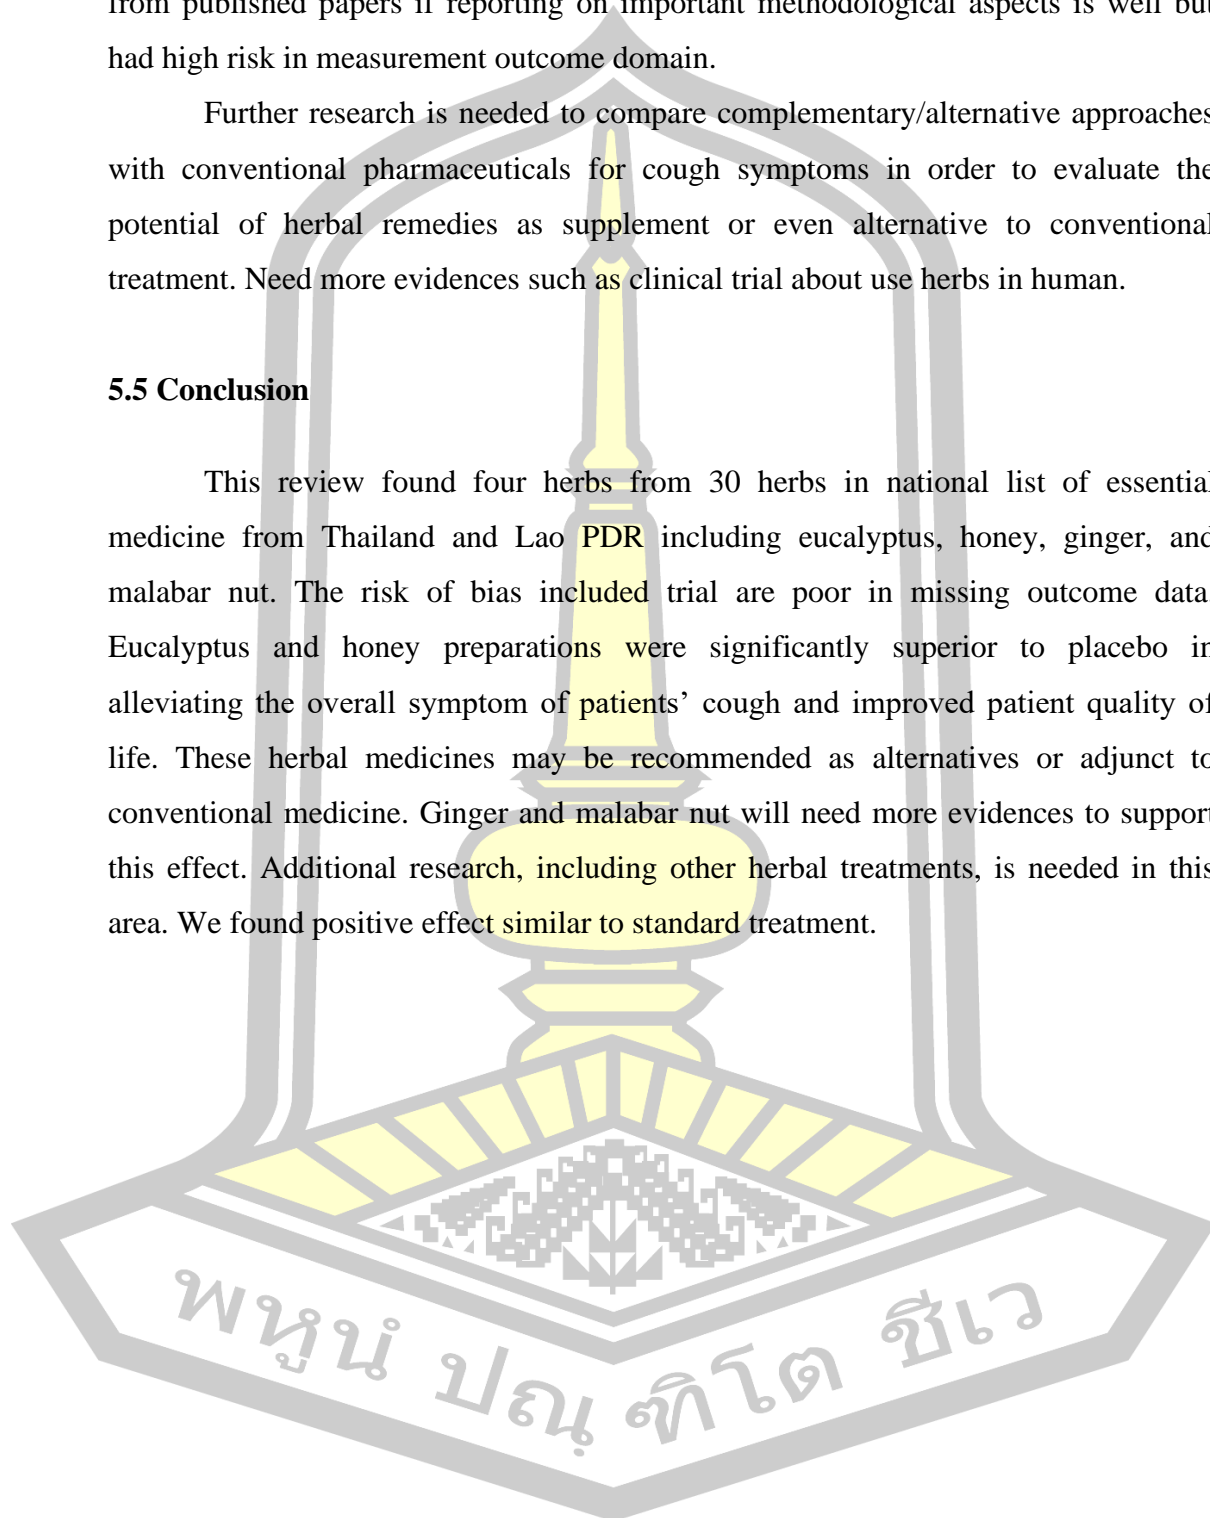 from published papers if reporting on important methodological aspects is well but
had high risk in measurement outcome domain.
Further research is needed to compare complementary/alternative approaches
with conventional pharmaceuticals for cough symptoms in order to evaluate the
potential of herbal remedies as supplement or even alternative to conventional
treatment. Need more evidences such as clinical trial about use herbs in human.
5.5 Conclusion
This review found four herbs from 30 herbs in national list of essential
medicine from Thailand and Lao PDR including eucalyptus, honey, ginger, and
malabar nut. The risk of bias included trial are poor in missing outcome data.
Eucalyptus and honey preparations were significantly superior to placebo in
alleviating the overall symptom of patients’ cough and improved patient quality of
life. These herbal medicines may be recommended as alternatives or adjunct to
conventional medicine. Ginger and malabar nut will need more evidences to support
this effect. Additional research, including other herbal treatments, is needed in this
area. We found positive effect similar to standard treatment.
พหูนํ ปณฺฑิโต ชีเว